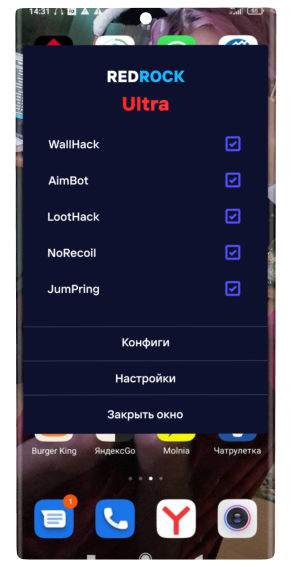 14:31
REDROCK
Ultra
WallHack
AimBot
LootHack
NoRecoil
JumPring
Конфиги
Настройки
Закрыть окно
Burger King ЯндексGo Molnia Чатрулетка
1